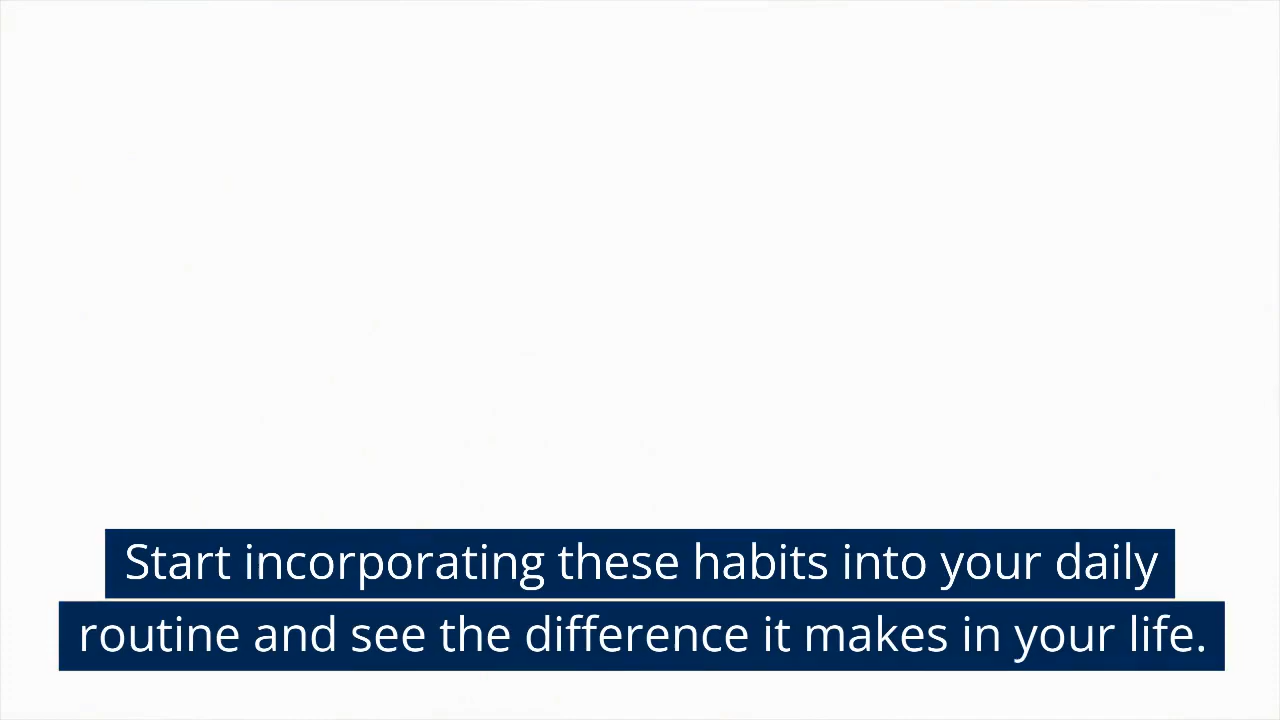 Start incorporating these habits into your daily
routine and see the difference it makes in your life.